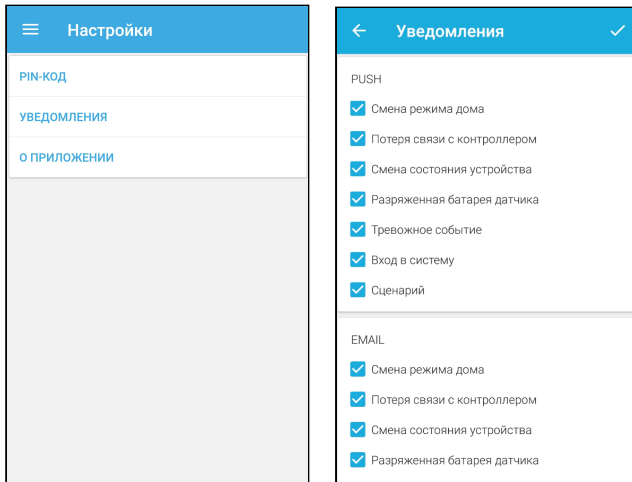 Настройки
PIN-КОД
УВЕДОМЛЕНИЯ
О ПРИЛОЖЕНИИ
Уведомления
PUSH
Смена режима дома
Потеря связи с контроллером
Смена состояния устройства
Разряженная батарея датчика
Тревожное событие
Вход в систему
Сценарий
EMAIL
Смена режима дома
Потеря связи с контроллером
Смена состояния устройства
Разряженная батарея датчика